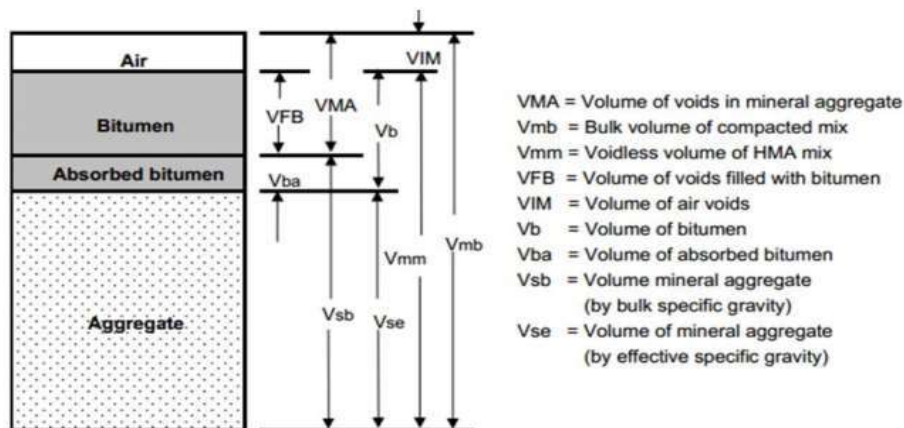 Air
Bitumen
Absorbed bitumen
Aggregate
VIM
VMA
VFB
Vb
Vba
Vmb
Vmm
Vsb
Vse
VMA = Volume of voids in mineral aggregate
Vmb = Bulk volume of compacted mix
Vmm = Voidless volume of HMA mix
VFB = Volume of voids filled with bitumen
VIM = Volume of air voids
Vb = Volume of bitumen
Vba = Volume of absorbed bitumen
Vsb = Volume mineral aggregate
(by bulk specific gravity)
Vse = Volume of mineral aggregate
(by effective specific gravity)